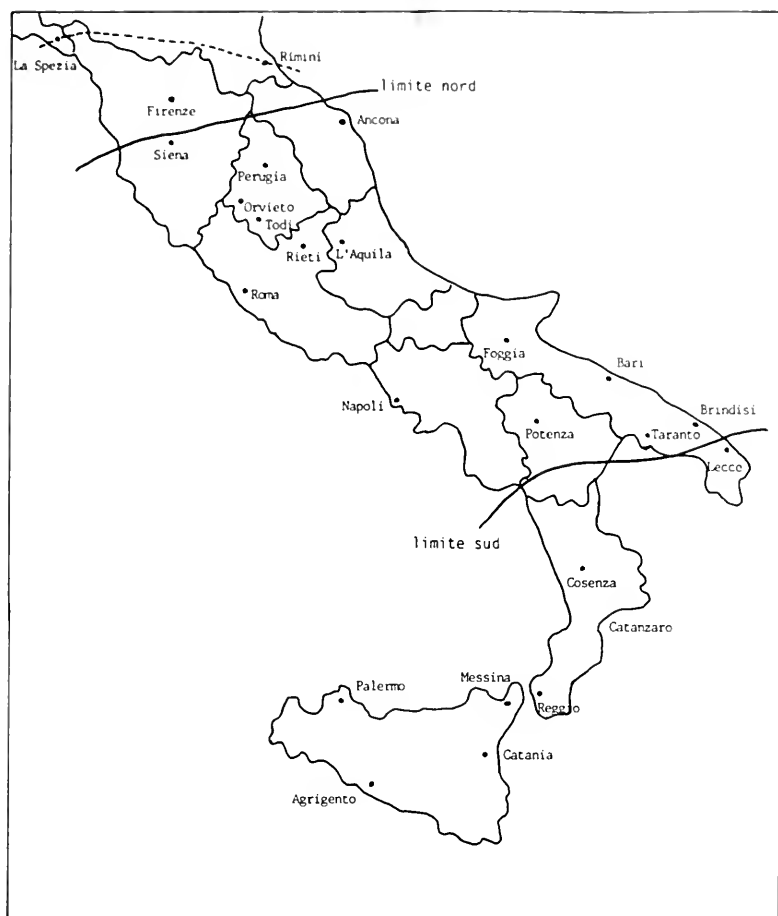 La Spezia
Rimini
limite nord
Firenze
Ancona
Siena
Perugia
Orvieto
Todi
Rieti
L'Aquila
Roma
Foggia
Bari
Napoli
Brindisi
Potenza
Taranto
Lecce
limite sud
Cosenza
Catanzaro
Messina
Palermo
Reggio
Catania
Agrigento